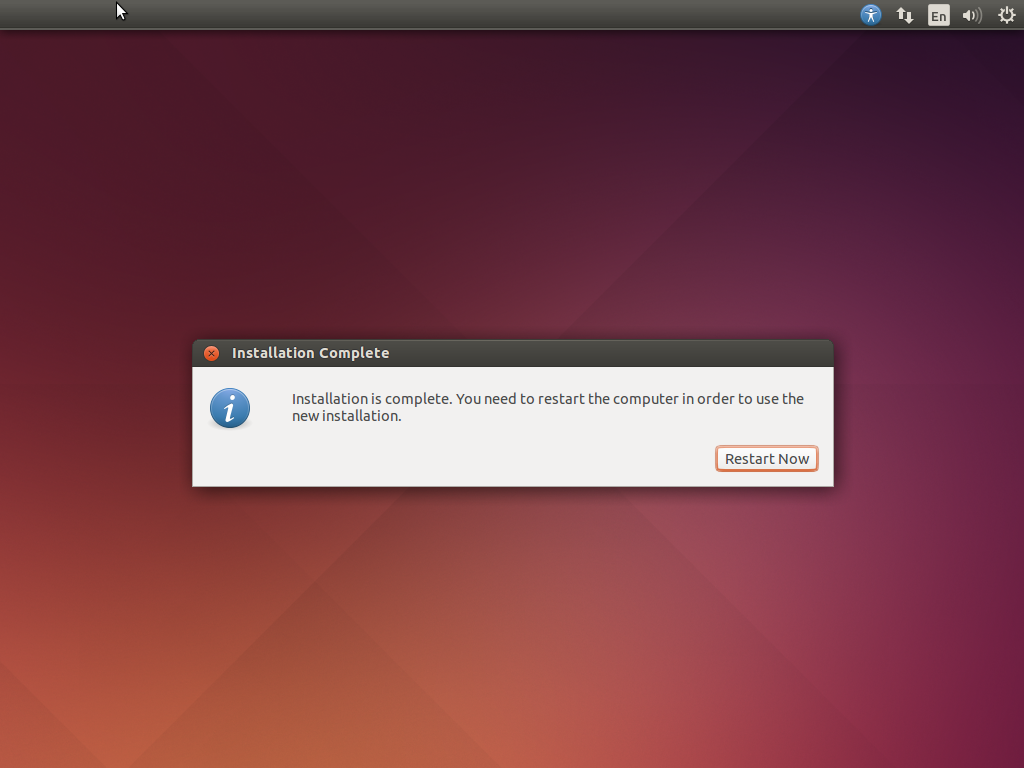 En
Installation Complete
Installation is complete. You need to restart the computer in order to use the
new installation.
Restart Now